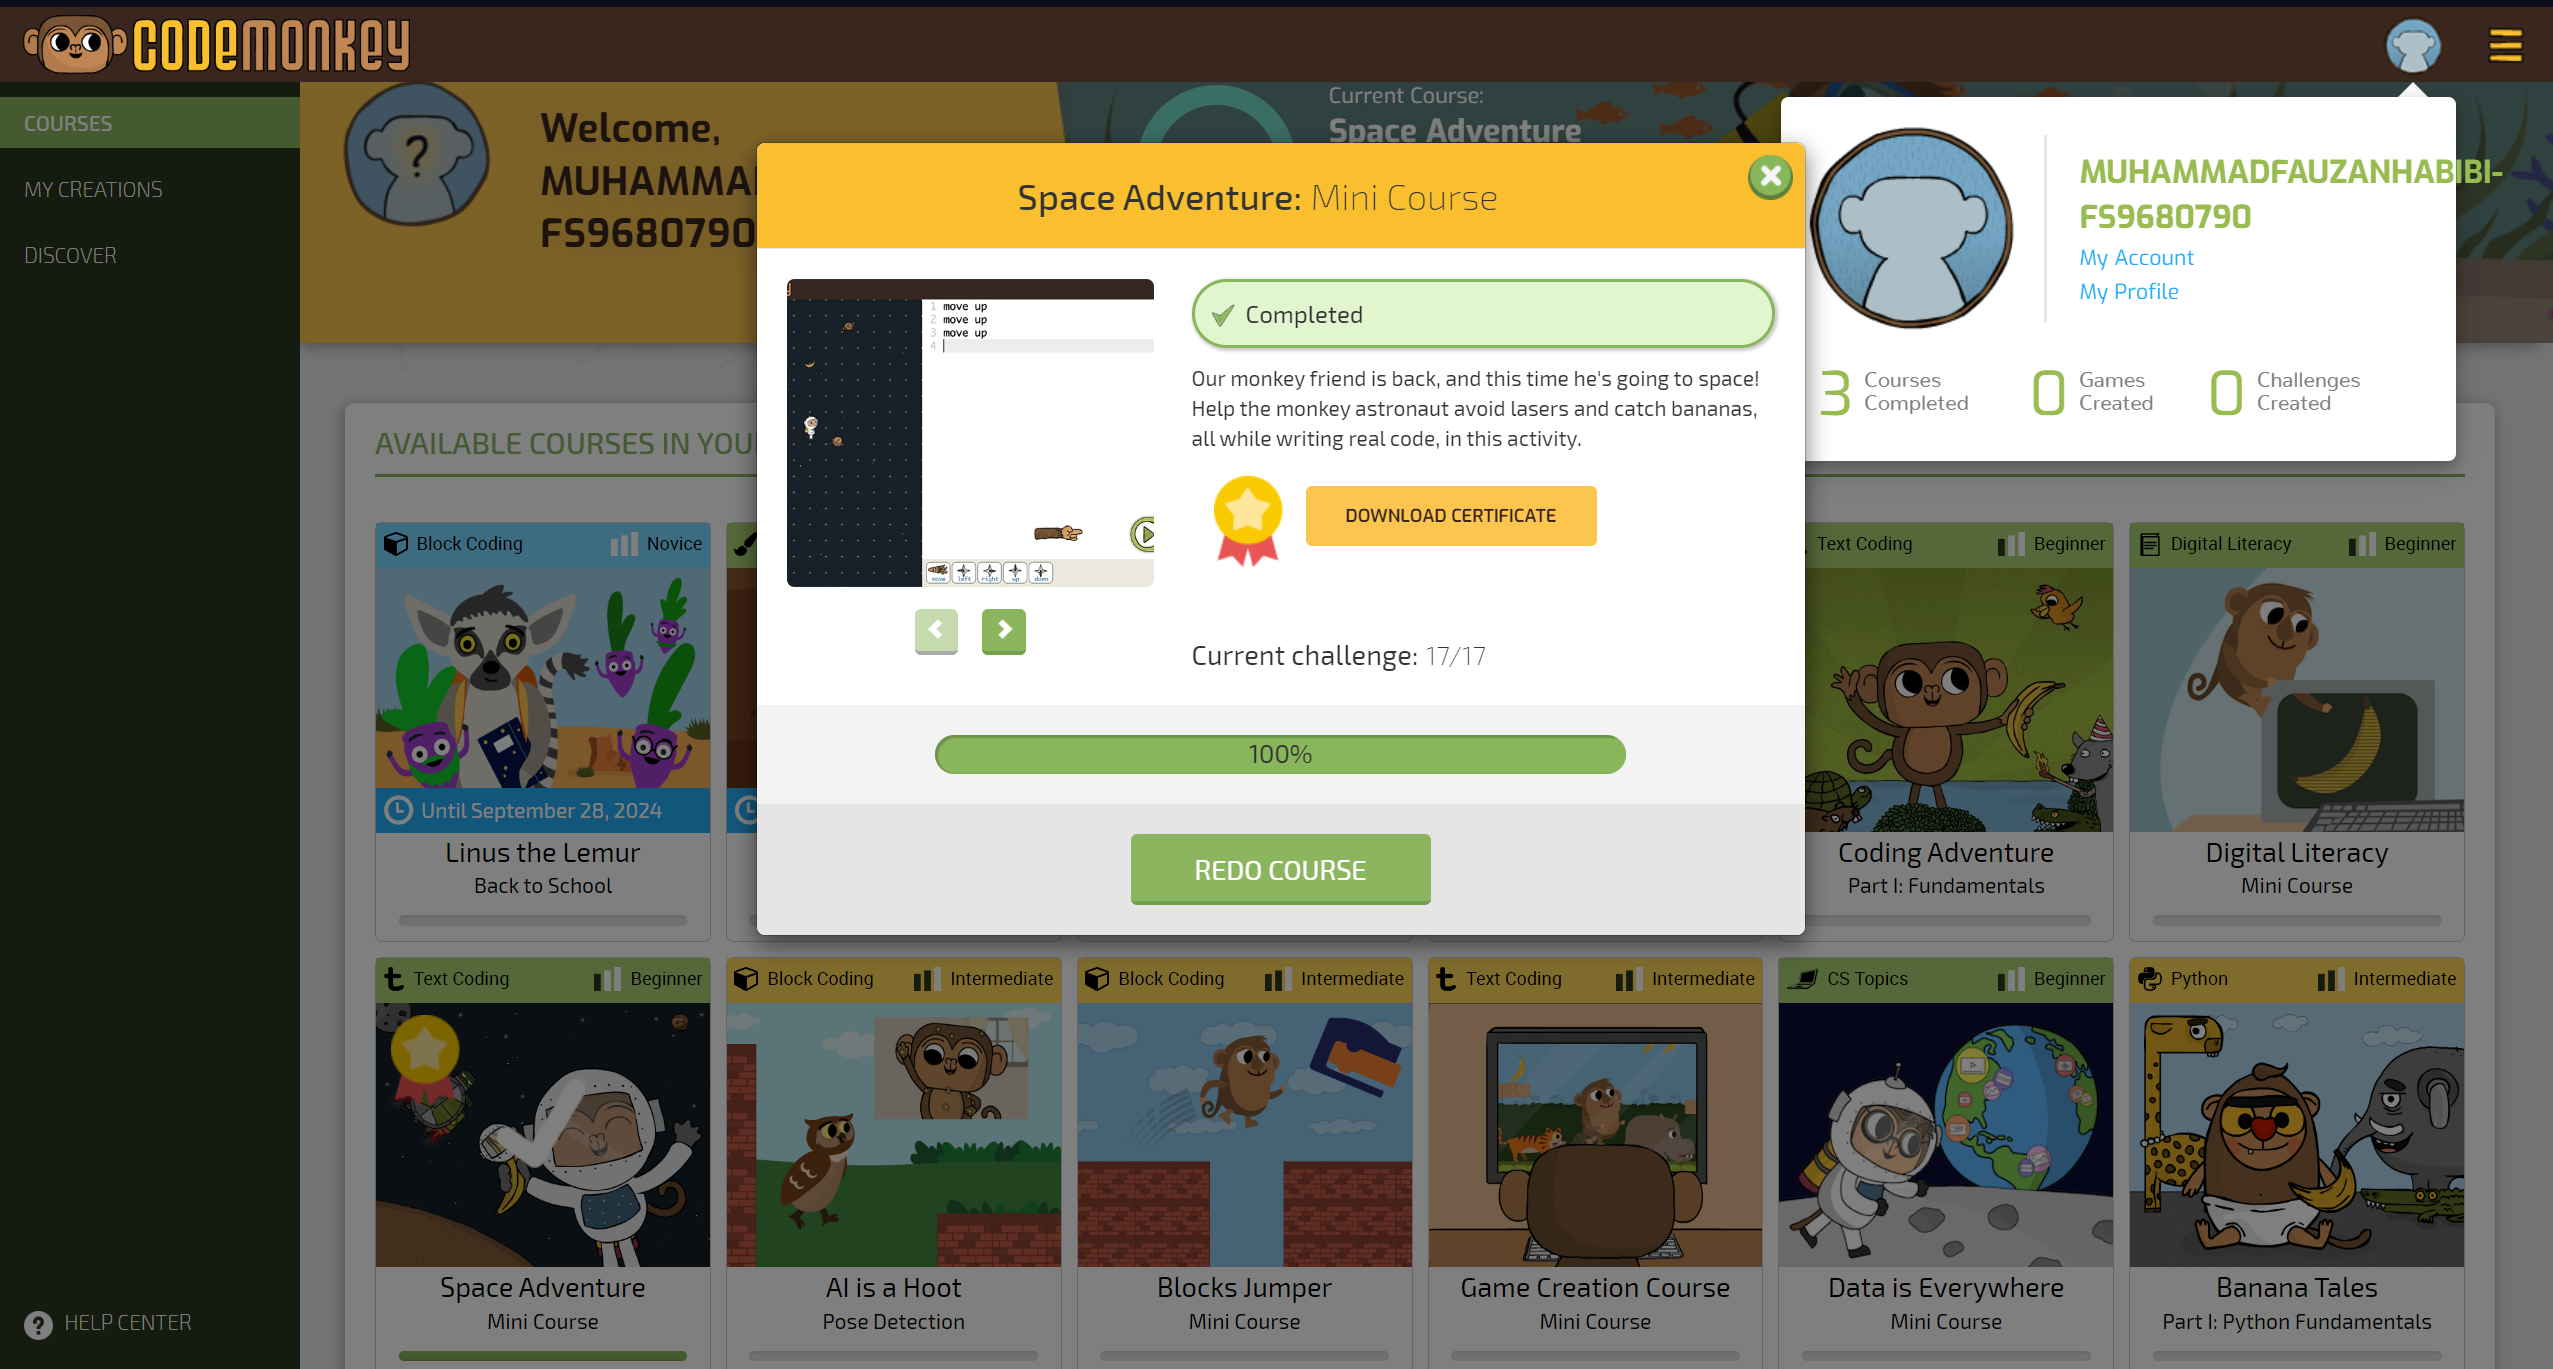 CODEMONKEY
COURSES
MY CREATIONS
DISCOVER
HELP CENTER
Welcome,
MUHAMMA
FS9680790
Current Course:
Space Adventure
MUHAMMADFAUZANHABIBI-
FS9680790
My Account
My Profile
3 Courses Completed
0 Games Created
0 Challenges Created
Space Adventure: Mini Course
1 move up
2 move up
3 move up
4
move left right up down
Completed
Our monkey friend is back, and this time he's going to space!
Help the monkey astronaut avoid lasers and catch bananas,
all while writing real code, in this activity.
DOWNLOAD CERTIFICATE
Current challenge: 17/17
100%
REDO COURSE
AVAILABLE COURSES IN YOU
Block Coding Novice
Until September 28, 2024
Linus the Lemur
Back to School
Text Coding Beginner
Coding Adventure
Part I: Fundamentals
Digital Literacy Beginner
Digital Literacy
Mini Course
Text Coding Beginner
Space Adventure
Mini Course
Block Coding Intermediate
AI is a Hoot
Pose Detection
Block Coding Intermediate
Blocks Jumper
Mini Course
Text Coding Intermediate
Game Creation Course
Mini Course
CS Topics Beginner
Data is Everywhere
Mini Course
Python Intermediate
Banana Tales
Part I: Python Fundamentals